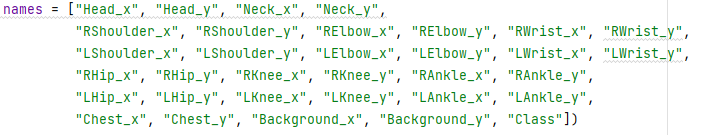 names = ["Head_x", "Head_y", "Neck_x", "Neck_y",
"RShoulder_x", "RShoulder_y", "RElbow_x", "RElbow_y", "RWrist_x", "RWrist_y",
"LShoulder_x", "LShoulder_y", "LElbow_x", "LElbow_y", "LWrist_x", "LWrist_y",
"RHip_x", "RHip_y", "RKnee_x", "RKnee_y", "RAnkle_x", "RAnkle_y",
"LHip_x", "LHip_y", "LKnee_x", "LKnee_y", "LAnkle_x", "LAnkle_y",
"Chest_x", "Chest_y", "Background_x", "Background_y", "Class"])